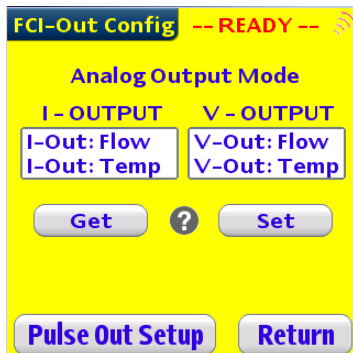 FCI-Out Config -- READY --
Analog Output Mode
I - OUTPUT V - OUTPUT
I-Out: Flow V-Out: Flow
I-Out: Temp V-Out: Temp
Get ? Set
Pulse Out Setup Return